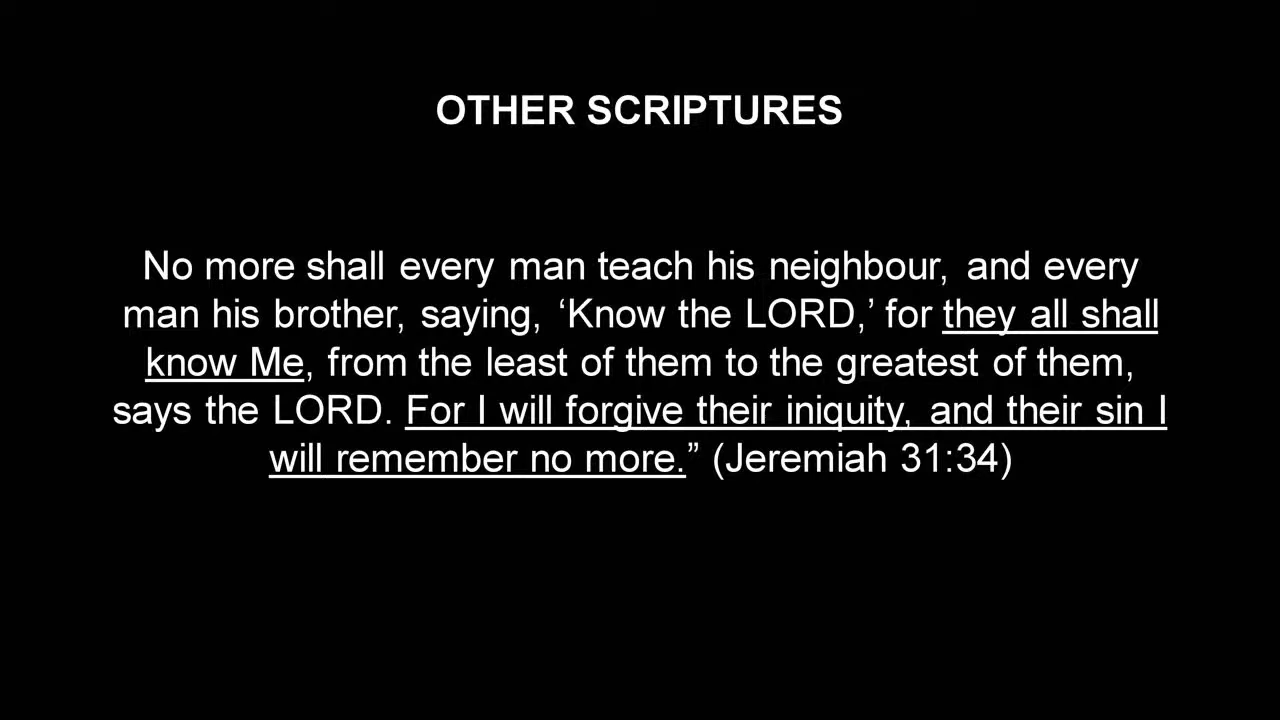 OTHER SCRIPTURES
No more shall every man teach his neighbour, and every
man his brother, saying, ‘Know the LORD,’ for they all shall
know Me, from the least of them to the greatest of them,
says the LORD. For I will forgive their iniquity, and their sin I
will remember no more.” (Jeremiah 31:34)